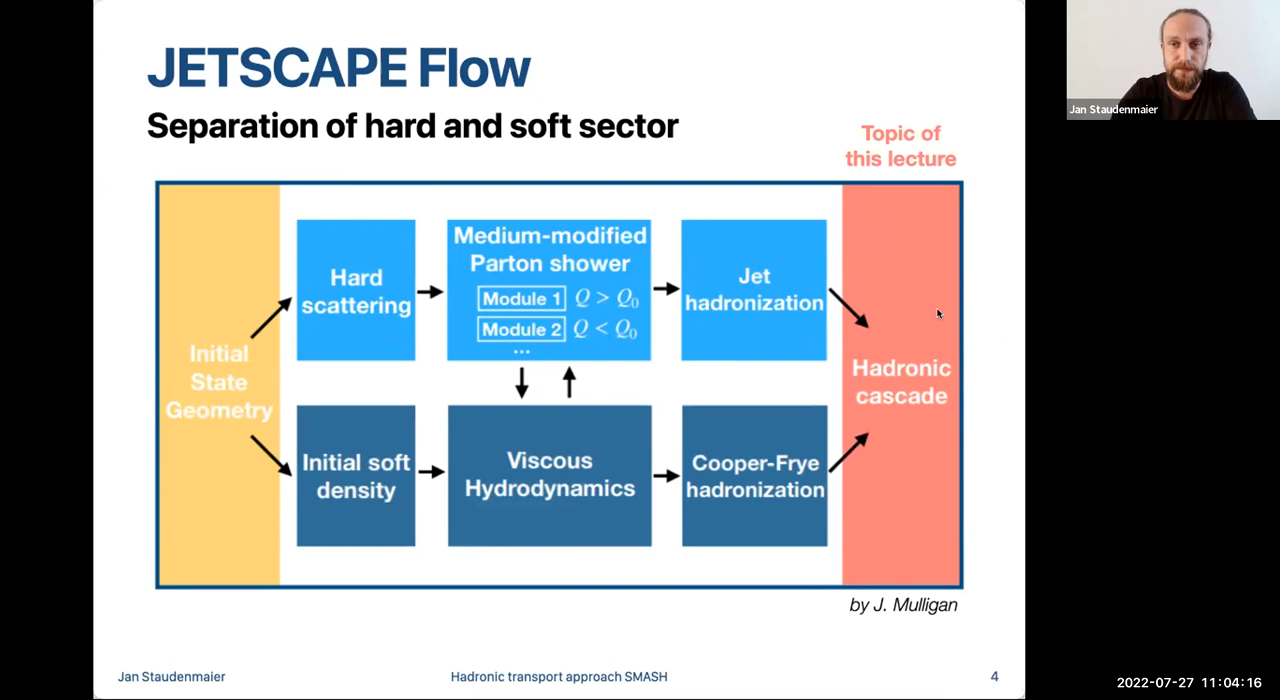 JETSCAPE Flow
Separation of hard and soft sector
Topic of
this lecture
Initial
State
Geometry
Hard
scattering
Medium-modified
Parton shower
Module 1 Q > Q₀
Module 2 Q < Q₀
...
Jet
hadronization
Initial soft
density
Viscous
Hydrodynamics
Cooper-Frye
hadronization
Hadronic
cascade
by J. Mulligan
Jan Staudenmaier
Hadronic transport approach SMASH
4
Jan Staudenmaier
2022-07-27 11:04:16